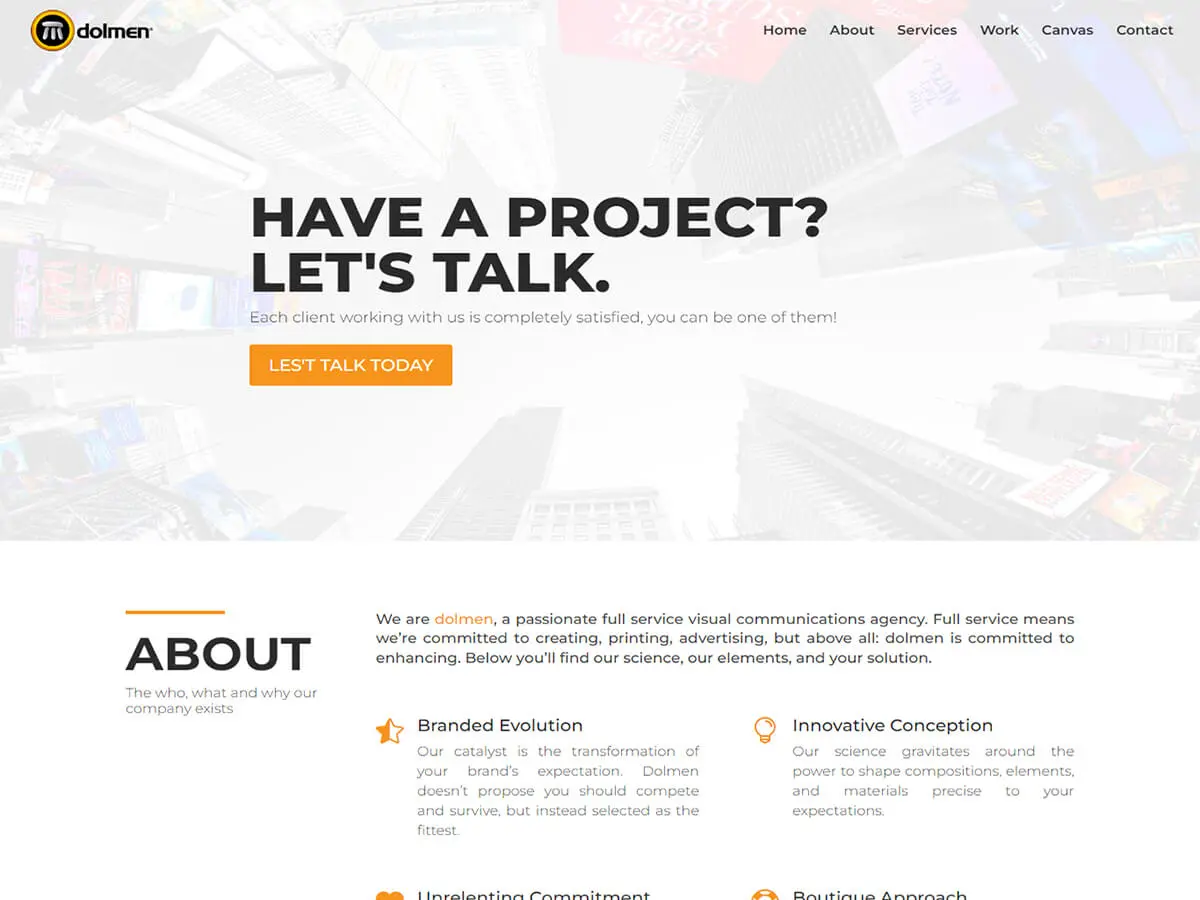 dolmen
Home About Services Work Canvas Contact
HAVE A PROJECT?
LET'S TALK.
Each client working with us is completely satisfied, you can be one of them!
LES'T TALK TODAY
ABOUT
The who, what and why our
company exists
We are dolmen, a passionate full service visual communications agency. Full service means
we’re committed to creating, printing, advertising, but above all: dolmen is committed to
enhancing. Below you’ll find our science, our elements, and your solution.
Branded Evolution
Our catalyst is the transformation of
your brand’s expectation. Dolmen
doesn’t propose you should compete
and survive, but instead selected as the
fittest.
Innovative Conception
Our science gravitates around the
power to shape compositions, elements,
and materials precise to your
expectations.
Unrelenting Commitment
Boutique Approach